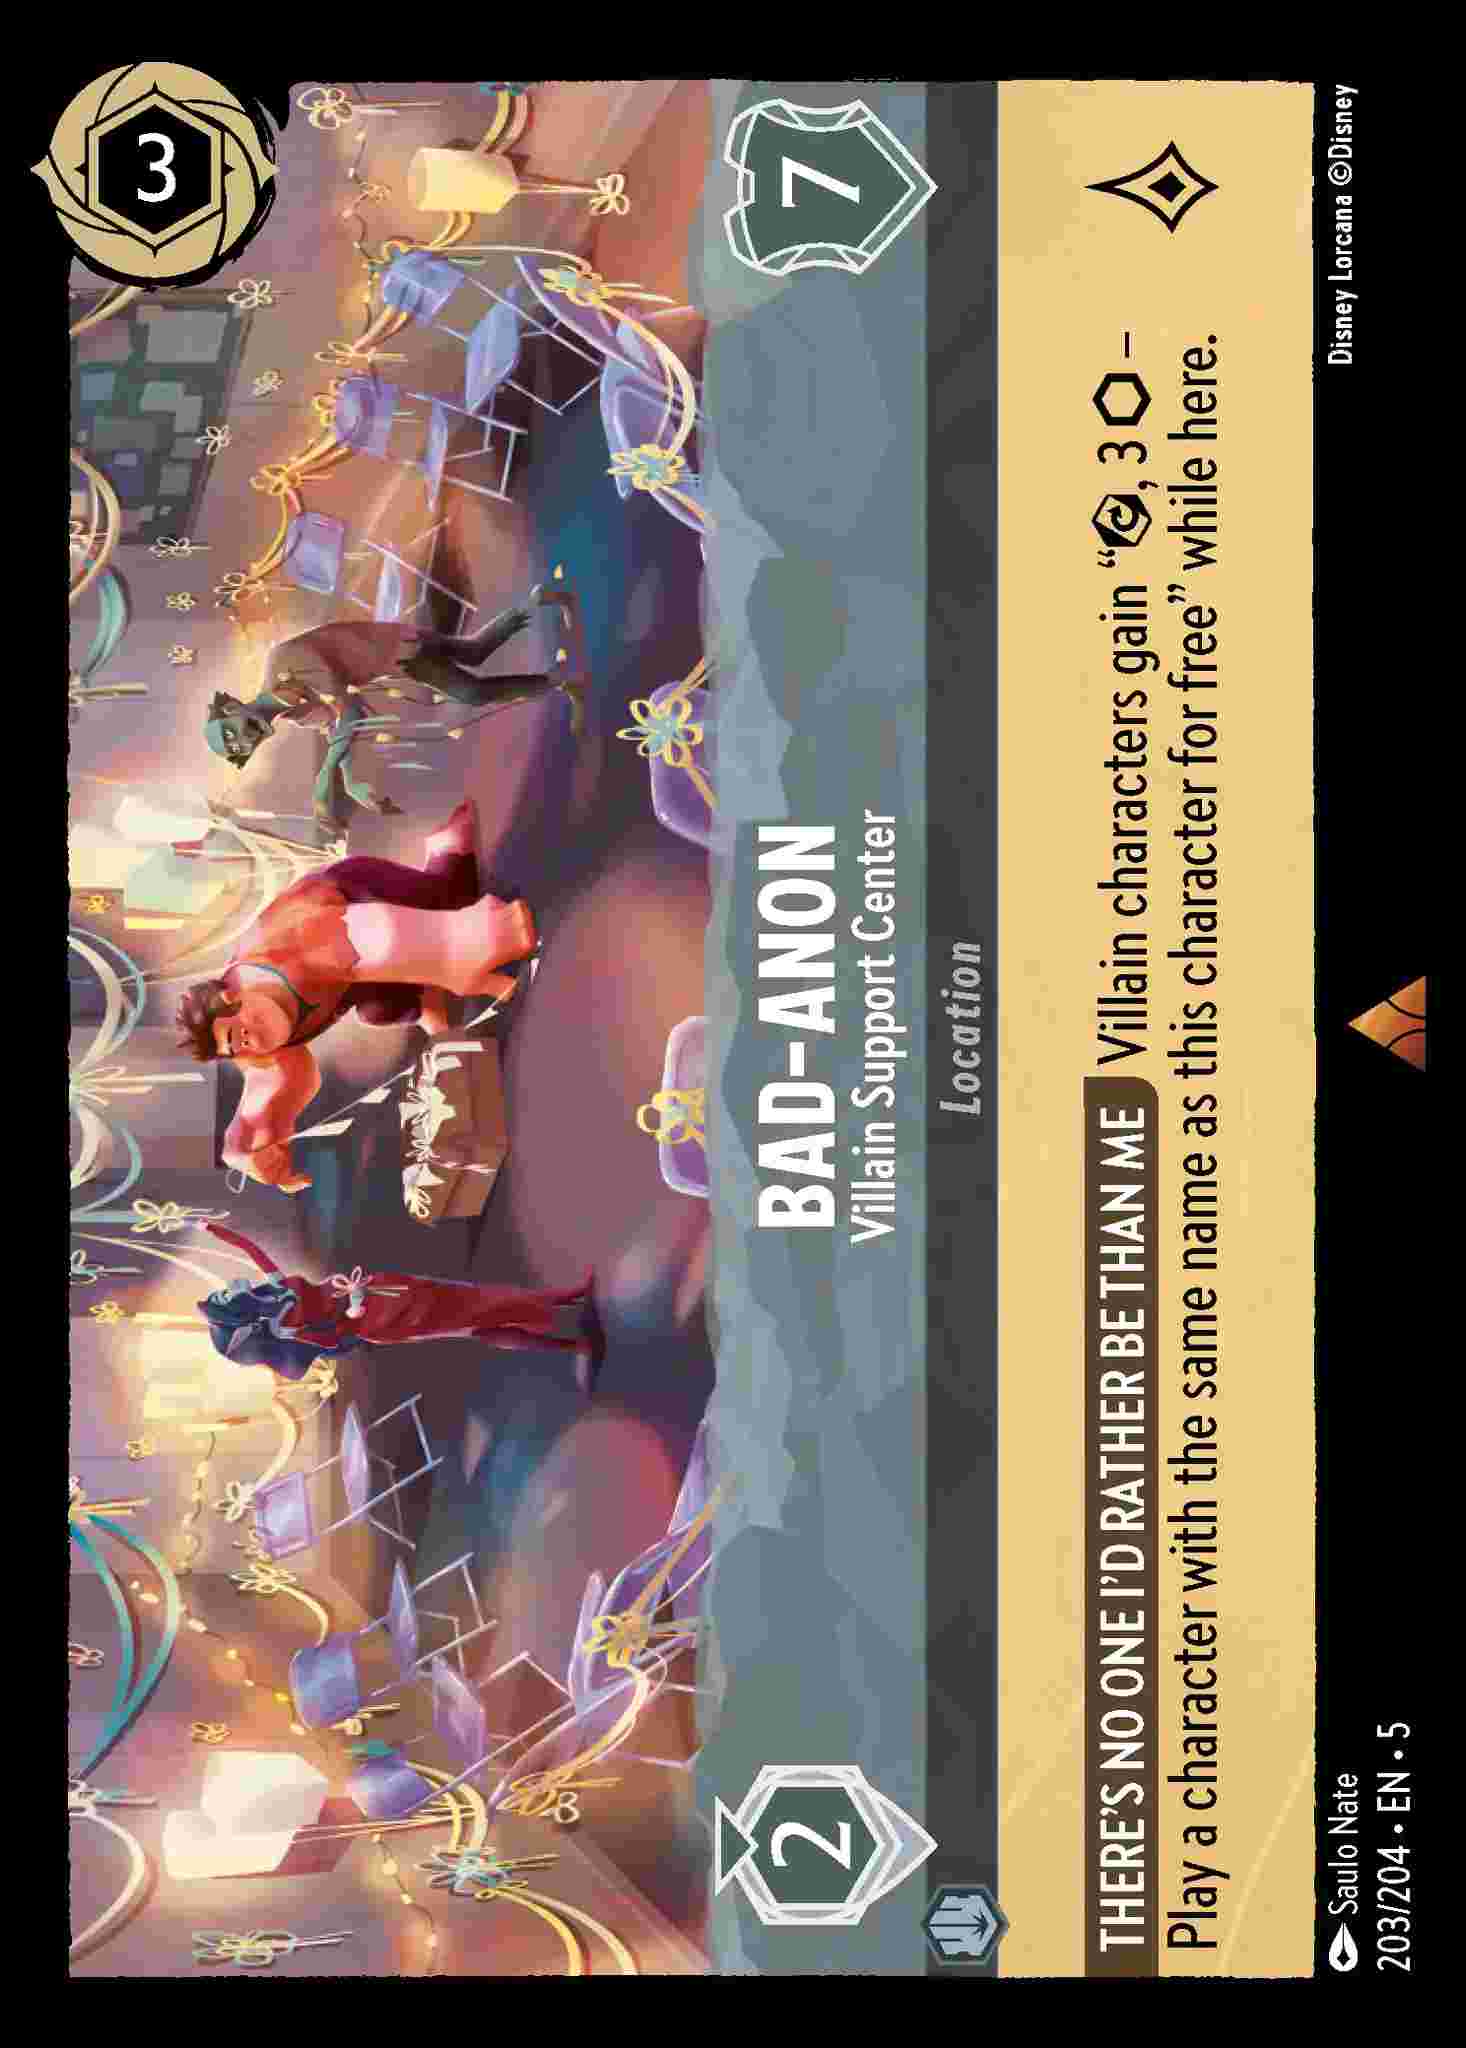 3
2
BAD-ANON
Villain Support Center
7
Location
THERE'S NO ONE I'D RATHER BE THAN ME Villain characters gain “, 3 –
Play a character with the same name as this character for free” while here.
Saulo Nate
Disney Lorcana ©Disney
203/204 • EN • 5